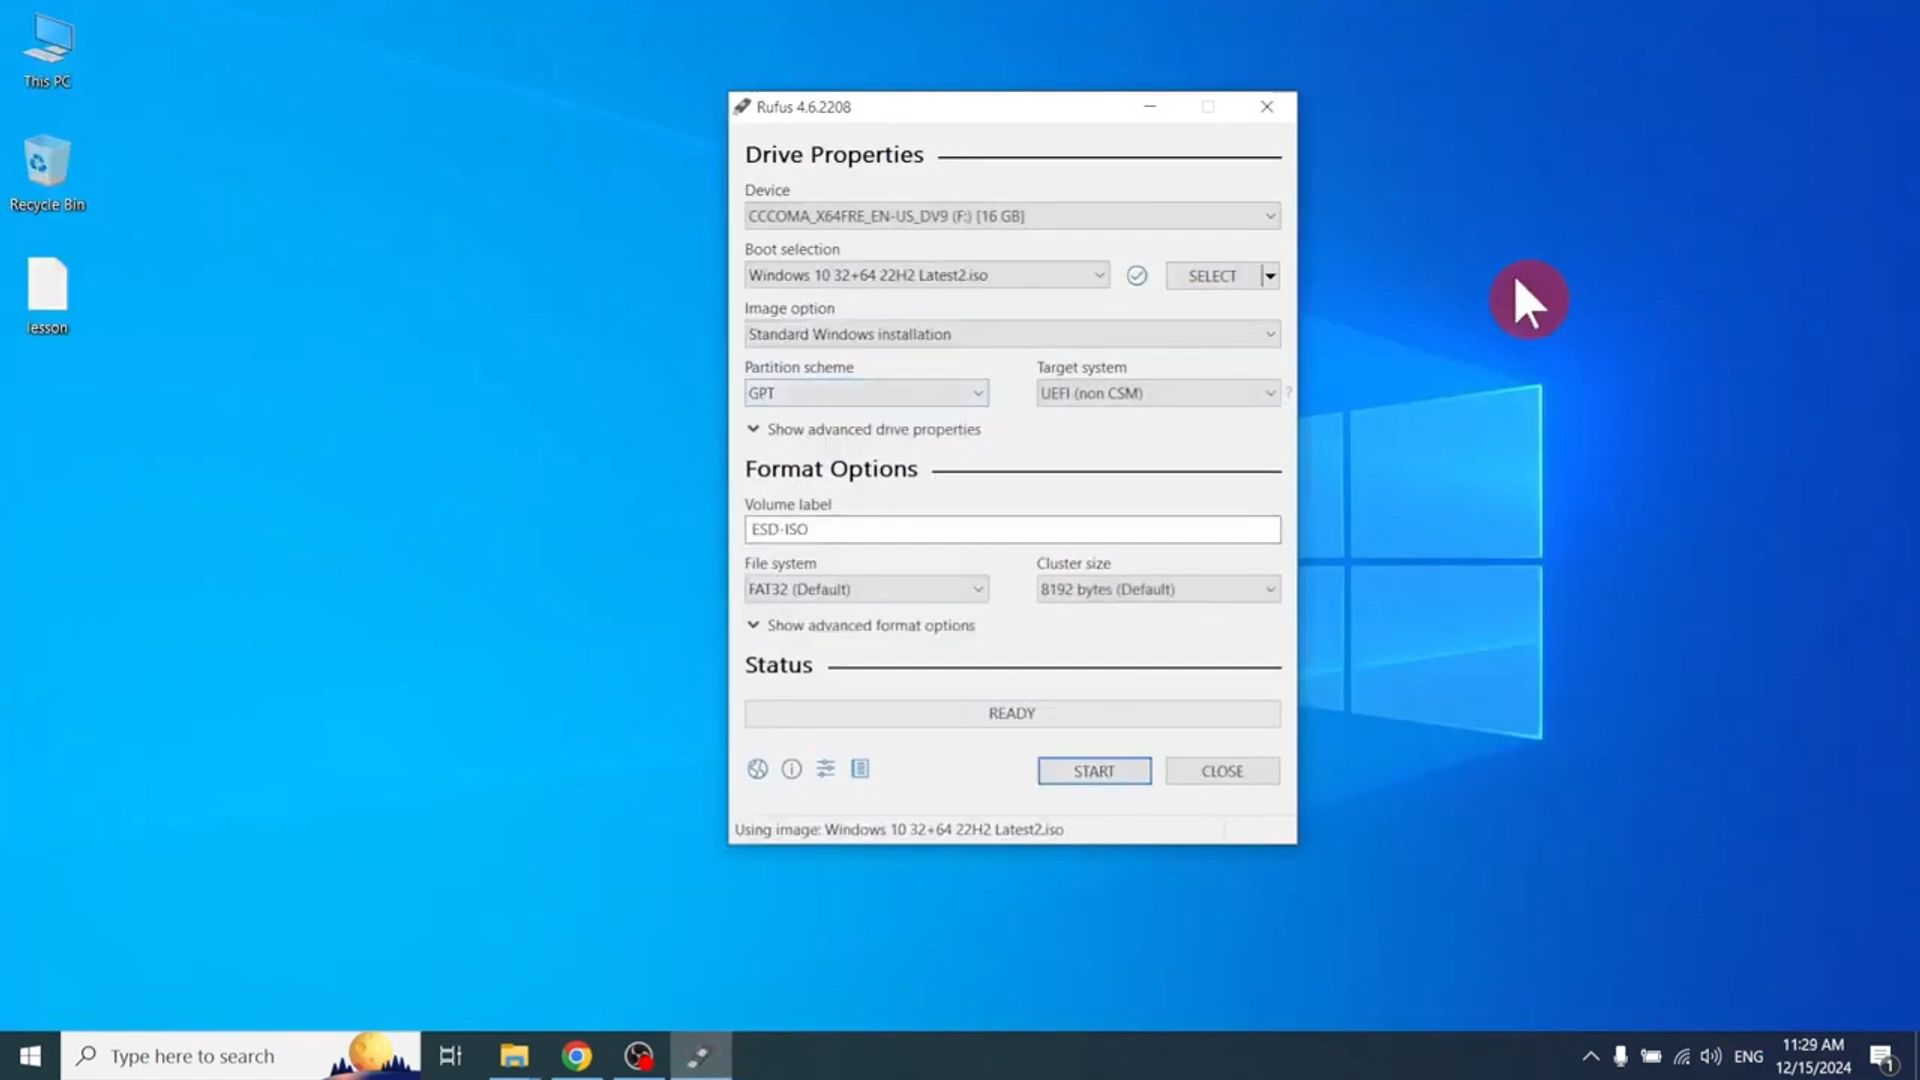 This PC
Recycle Bin
lesson
Rufus 4.6.2208
Drive Properties
Device
CCCOMA_X64FRE_EN-US_DV9 (F:) [16 GB]
Boot selection
Windows 10 32+64 22H2 Latest2.iso
SELECT
Image option
Standard Windows installation
Partition scheme
Target system
GPT
UEFI (non CSM)
?
Show advanced drive properties
Format Options
Volume label
ESD-ISO
File system
Cluster size
FAT32 (Default)
8192 bytes (Default)
Show advanced format options
Status
READY
START
CLOSE
Using image: Windows 10 32+64 22H2 Latest2.iso
Type here to search
ENG
11:29 AM
12/15/2024
1